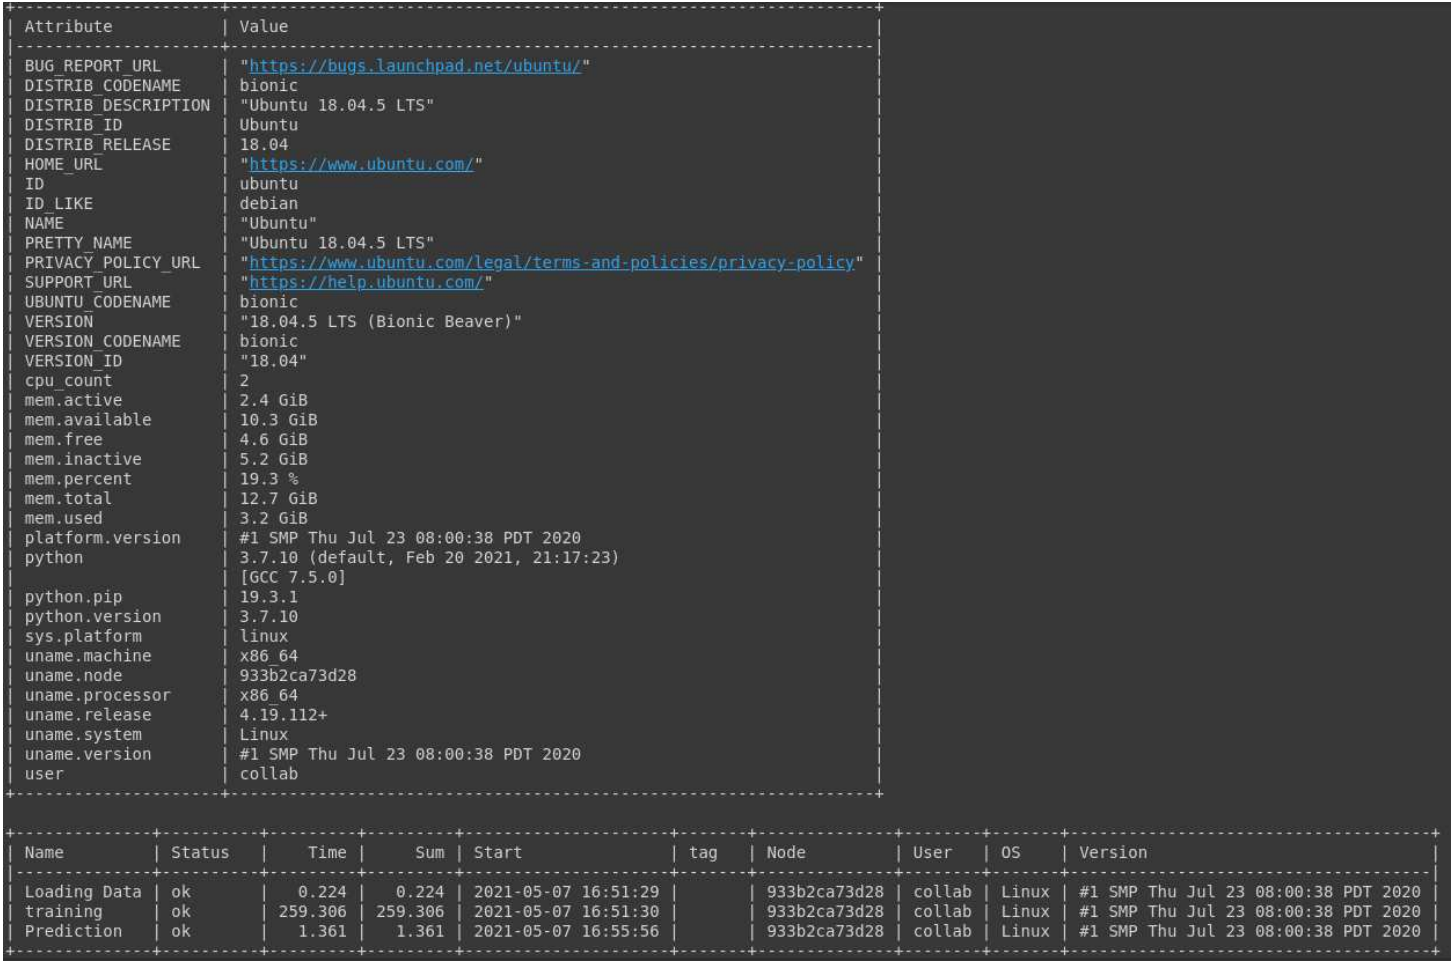 +---------------------+------------------------------------------------------------------+
| Attribute           | Value                                                            |
|---------------------+------------------------------------------------------------------|
| BUG_REPORT_URL      | "https://bugs.launchpad.net/ubuntu/"                             |
| DISTRIB_CODENAME    | bionic                                                           |
| DISTRIB_DESCRIPTION | "Ubuntu 18.04.5 LTS"                                             |
| DISTRIB_ID          | Ubuntu                                                           |
| DISTRIB_RELEASE     | 18.04                                                            |
| HOME_URL            | "https://www.ubuntu.com/"                                        |
| ID                  | ubuntu                                                           |
| ID_LIKE             | debian                                                           |
| NAME                | "Ubuntu"                                                         |
| PRETTY_NAME         | "Ubuntu 18.04.5 LTS"                                             |
| PRIVACY_POLICY_URL  | "https://www.ubuntu.com/legal/terms-and-policies/privacy-policy" |
| SUPPORT_URL         | "https://help.ubuntu.com/"                                       |
| UBUNTU_CODENAME     | bionic                                                           |
| VERSION             | "18.04.5 LTS (Bionic Beaver)"                                    |
| VERSION_CODENAME    | bionic                                                           |
| VERSION_ID          | "18.04"                                                          |
| cpu_count           | 2                                                                |
| mem.active          | 2.4 GiB                                                          |
| mem.available       | 10.3 GiB                                                         |
| mem.free            | 4.6 GiB                                                          |
| mem.inactive        | 5.2 GiB                                                          |
| mem.percent         | 19.3 %                                                           |
| mem.total           | 12.7 GiB                                                         |
| mem.used            | 3.2 GiB                                                          |
| platform.version    | #1 SMP Thu Jul 23 08:00:38 PDT 2020                              |
| python              | 3.7.10 (default, Feb 20 2021, 21:17:23)                          |
|                     | [GCC 7.5.0]                                                      |
| python.pip          | 19.3.1                                                           |
| python.version      | 3.7.10                                                           |
| sys.platform        | linux                                                            |
| uname.machine       | x86_64                                                           |
| uname.node          | 933b2ca73d28                                                     |
| uname.processor     | x86_64                                                           |
| uname.release       | 4.19.112+                                                        |
| uname.system        | Linux                                                            |
| uname.version       | #1 SMP Thu Jul 23 08:00:38 PDT 2020                              |
| user                | collab                                                           |
+---------------------+------------------------------------------------------------------+
+--------------+----------+---------+---------+---------------------+-------+--------------+--------+-------+-------------------------------------+
| Name         | Status   |    Time |     Sum | Start               | tag   | Node         | User   | OS    | Version                             |
|--------------+----------+---------+---------+---------------------+-------+--------------+--------+-------+-------------------------------------|
| Loading Data | ok       |   0.224 |   0.224 | 2021-05-07 16:51:29 |       | 933b2ca73d28 | collab | Linux | #1 SMP Thu Jul 23 08:00:38 PDT 2020 |
| training     | ok       | 259.306 | 259.306 | 2021-05-07 16:51:30 |       | 933b2ca73d28 | collab | Linux | #1 SMP Thu Jul 23 08:00:38 PDT 2020 |
| Prediction   | ok       |   1.361 |   1.361 | 2021-05-07 16:55:56 |       | 933b2ca73d28 | collab | Linux | #1 SMP Thu Jul 23 08:00:38 PDT 2020 |
+--------------+----------+---------+---------+---------------------+-------+--------------+--------+-------+-------------------------------------+